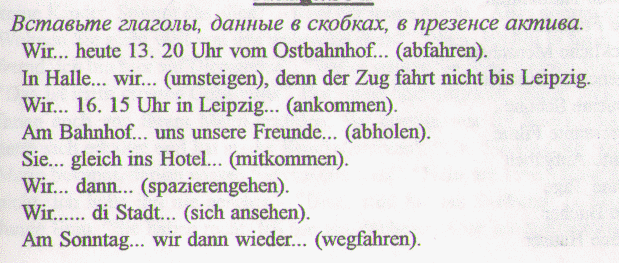 Вставьте глаголы, данные в скобках, в презенсе актива.
Wir... heute 13. 20 Uhr vom Ostbahnhof... (abfahren).
In Halle... wir... (umsteigen), denn der Zug fahrt nicht bis Leipzig.
Wir... 16. 15 Uhr in Leipzig... (ankommen).
Am Bahnhof... uns unsere Freunde... (abholen).
Sie... gleich ins Hotel... (mitkommen).
Wir... dann... (spazierengehen).
Wir...... di Stadt... (sich ansehen).
Am Sonntag... wir dann wieder... (wegfahren).